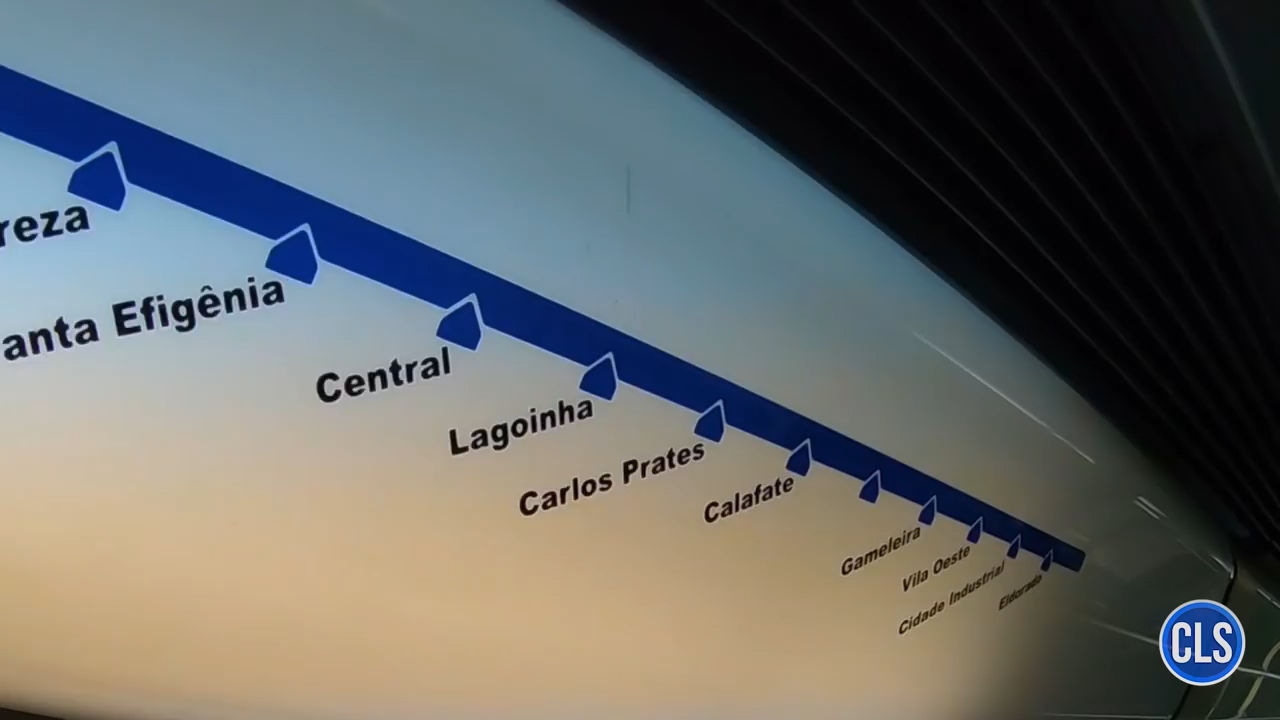 reza
anta Efigênia
Central
Lagoinha
Carlos Prates
Calafate
Gameleira
Vila Oeste
Cidade Industrial
Eldorado
CLS